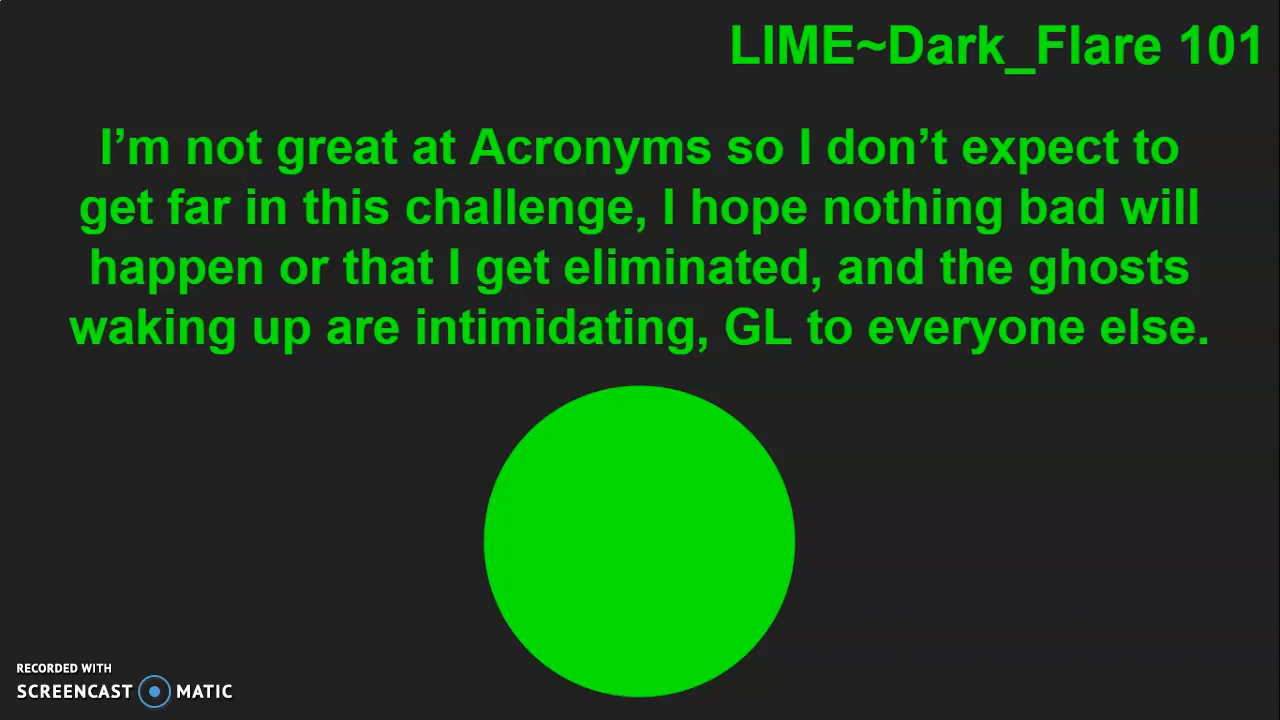 LIME~Dark_Flare 101
I’m not great at Acronyms so I don’t expect to
get far in this challenge, I hope nothing bad will
happen or that I get eliminated, and the ghosts
waking up are intimidating, GL to everyone else.
RECORDED WITH
SCREENCAST MATIC